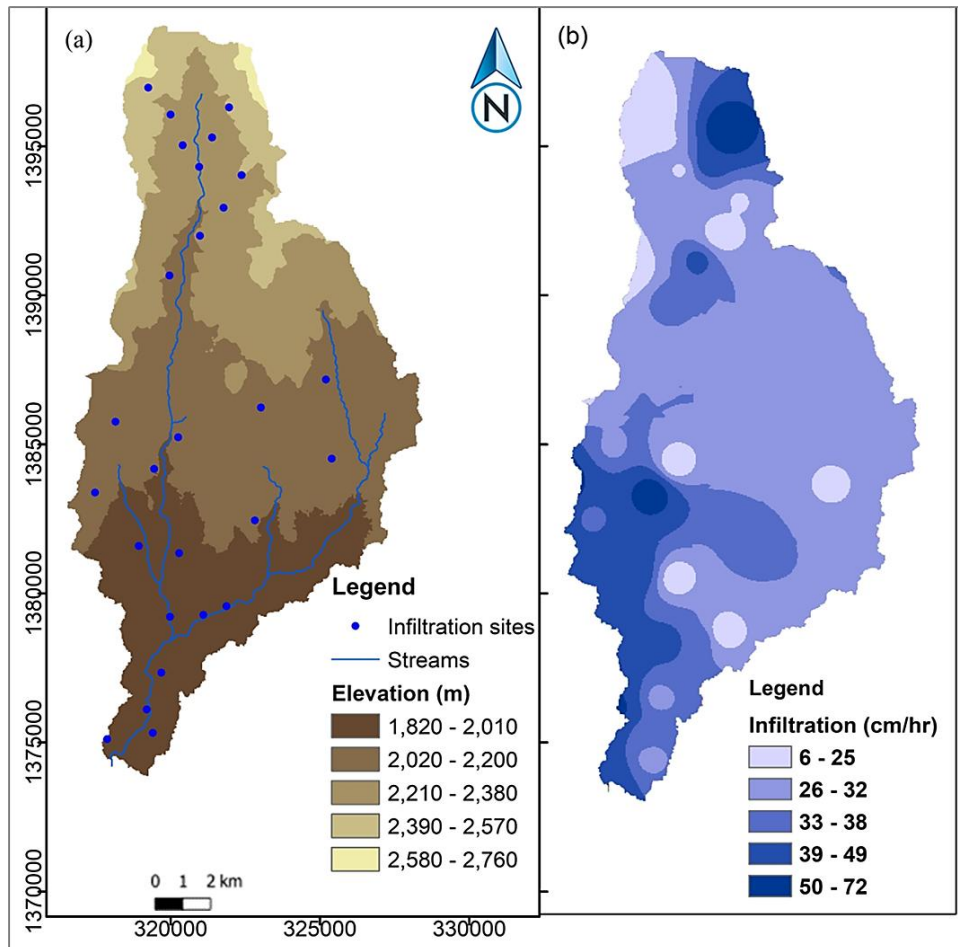 (a)
N
1395000
1390000
1385000
1380000
1375000
1370000
320000
325000
330000
Legend
Infiltration sites
Streams
Elevation (m)
1,820 - 2,010
2,020 - 2,200
2,210 - 2,380
2,390 - 2,570
2,580 - 2,760
0 1 2 km
(b)
Legend
Infiltration (cm/hr)
6 - 25
26 - 32
33 - 38
39 - 49
50 - 72